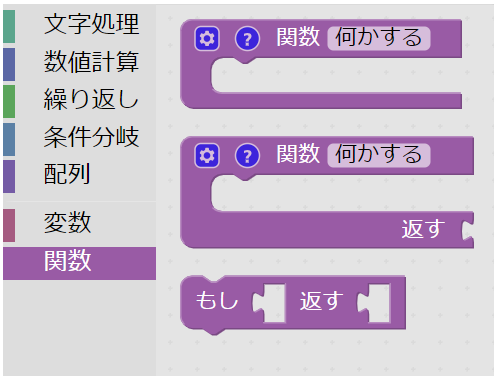 文字処理
数値計算
繰り返し
条件分岐
配列
変数
関数
? 関数 何かする
? 関数 何かする
返す
もし 返す